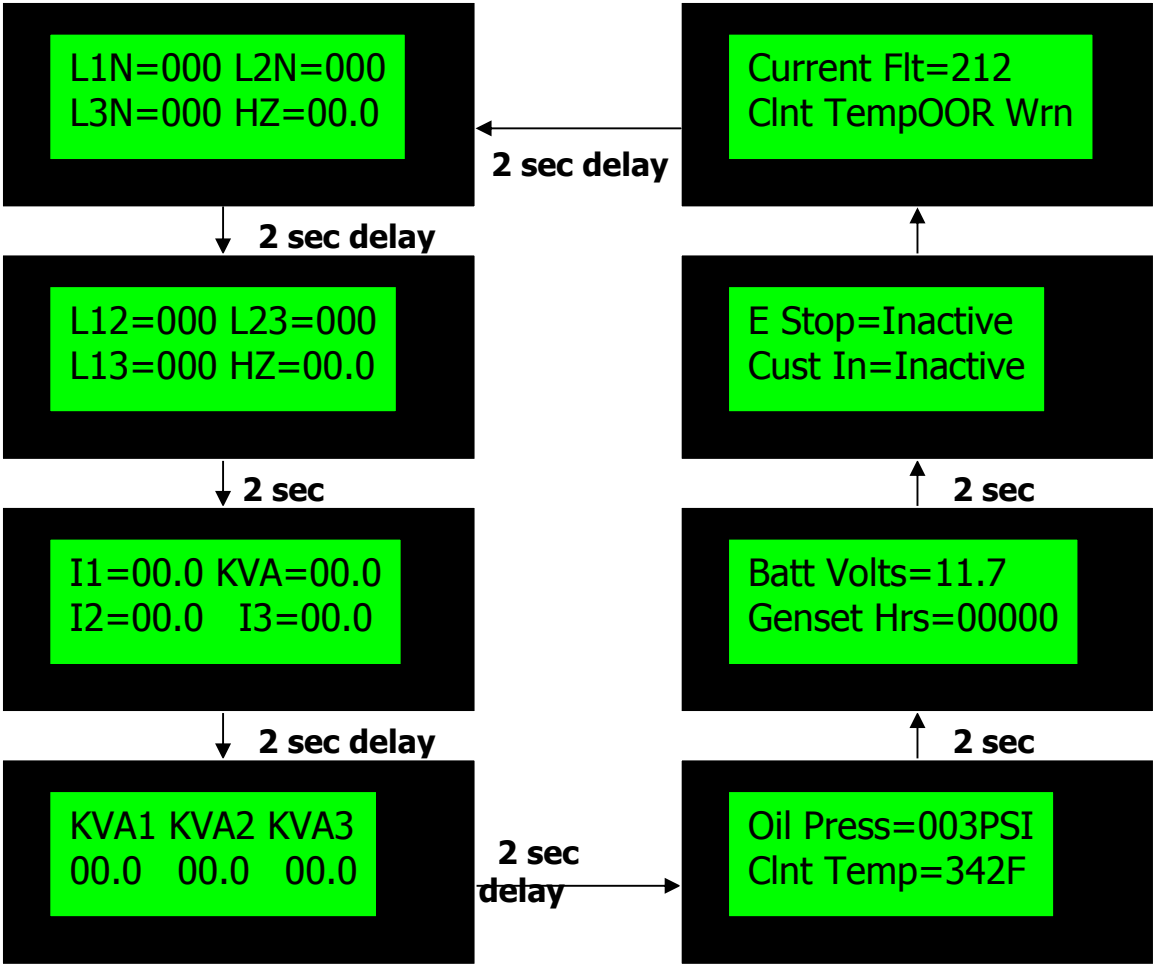 L1N=000 L2N=000
L3N=000 HZ=00.0
2 sec delay
L12=000 L23=000
L13=000 HZ=00.0
2 sec
I1=00.0 KVA=00.0
I2=00.0 I3=00.0
2 sec delay
KVA1 KVA2 KVA3
00.0 00.0 00.0
2 sec
delay
Oil Press=003PSI
Clnt Temp=342F
2 sec
Batt Volts=11.7
Genset Hrs=00000
2 sec
E Stop=Inactive
Cust In=Inactive
Current Flt=212
Clnt TempOOR Wrn
2 sec delay